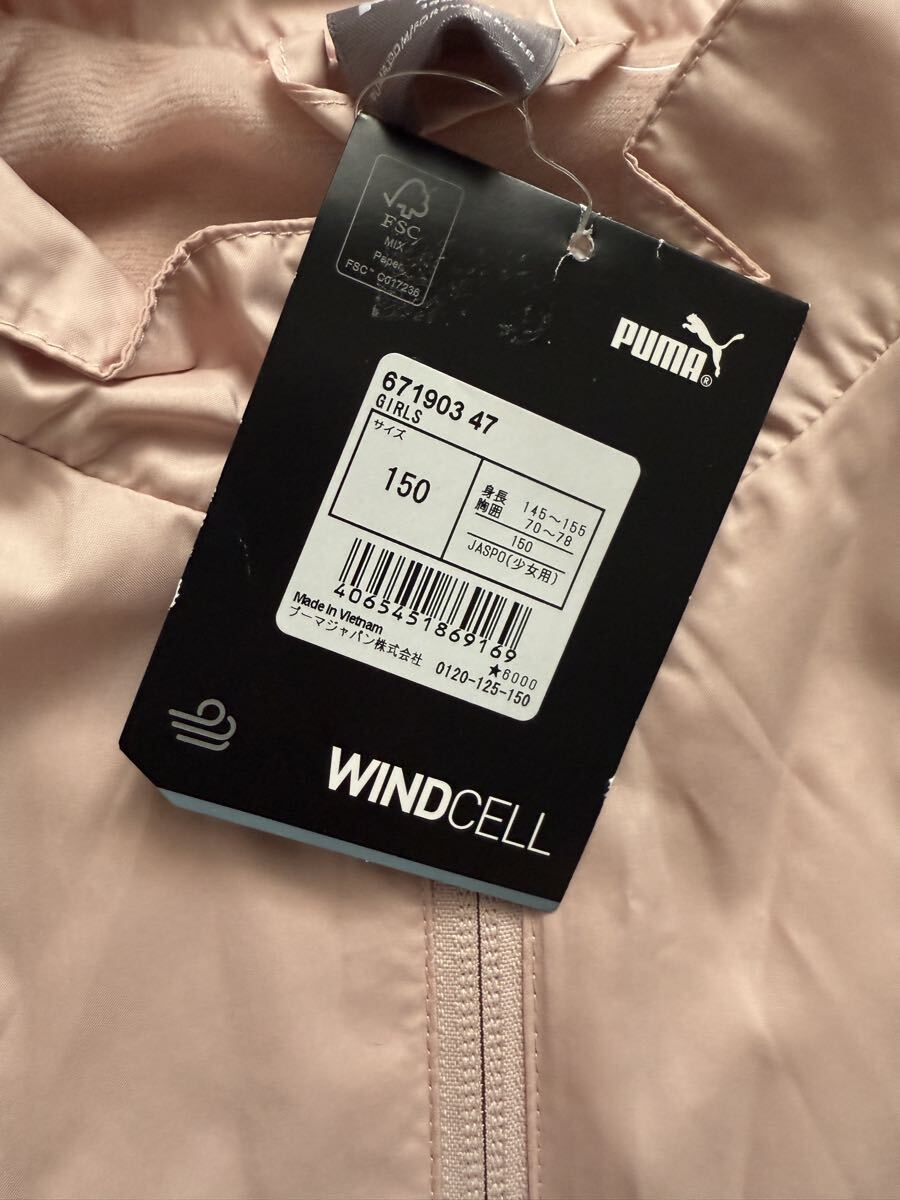 FSC
MIX
Paper
FSC™ C017236
PUMA®
671903 47
GIRLS
サイズ
150
身長 145～155
胸囲 70～78
150
JASPO(少女用)
4065451869169
Made in Vietnam
★6000
プーマジャパン株式会社 0120-125-150
WINDCELL